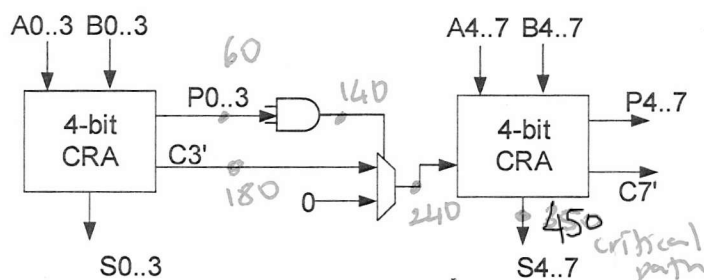 A0..3 B0..3
A4..7 B4..7
60
P0..3
140
P4..7
4-bit
CRA
4-bit
CRA
C3'
180
0
240
C7'
450
critical
path
S0..3
S4..7